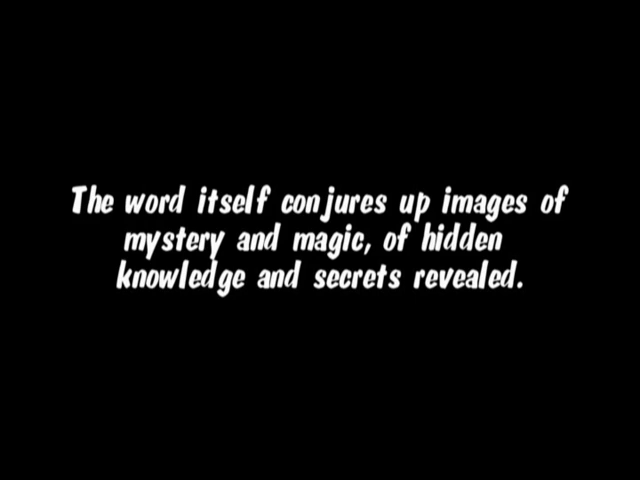 The word itself conjures up images of
mystery and magic, of hidden
knowledge and secrets revealed.